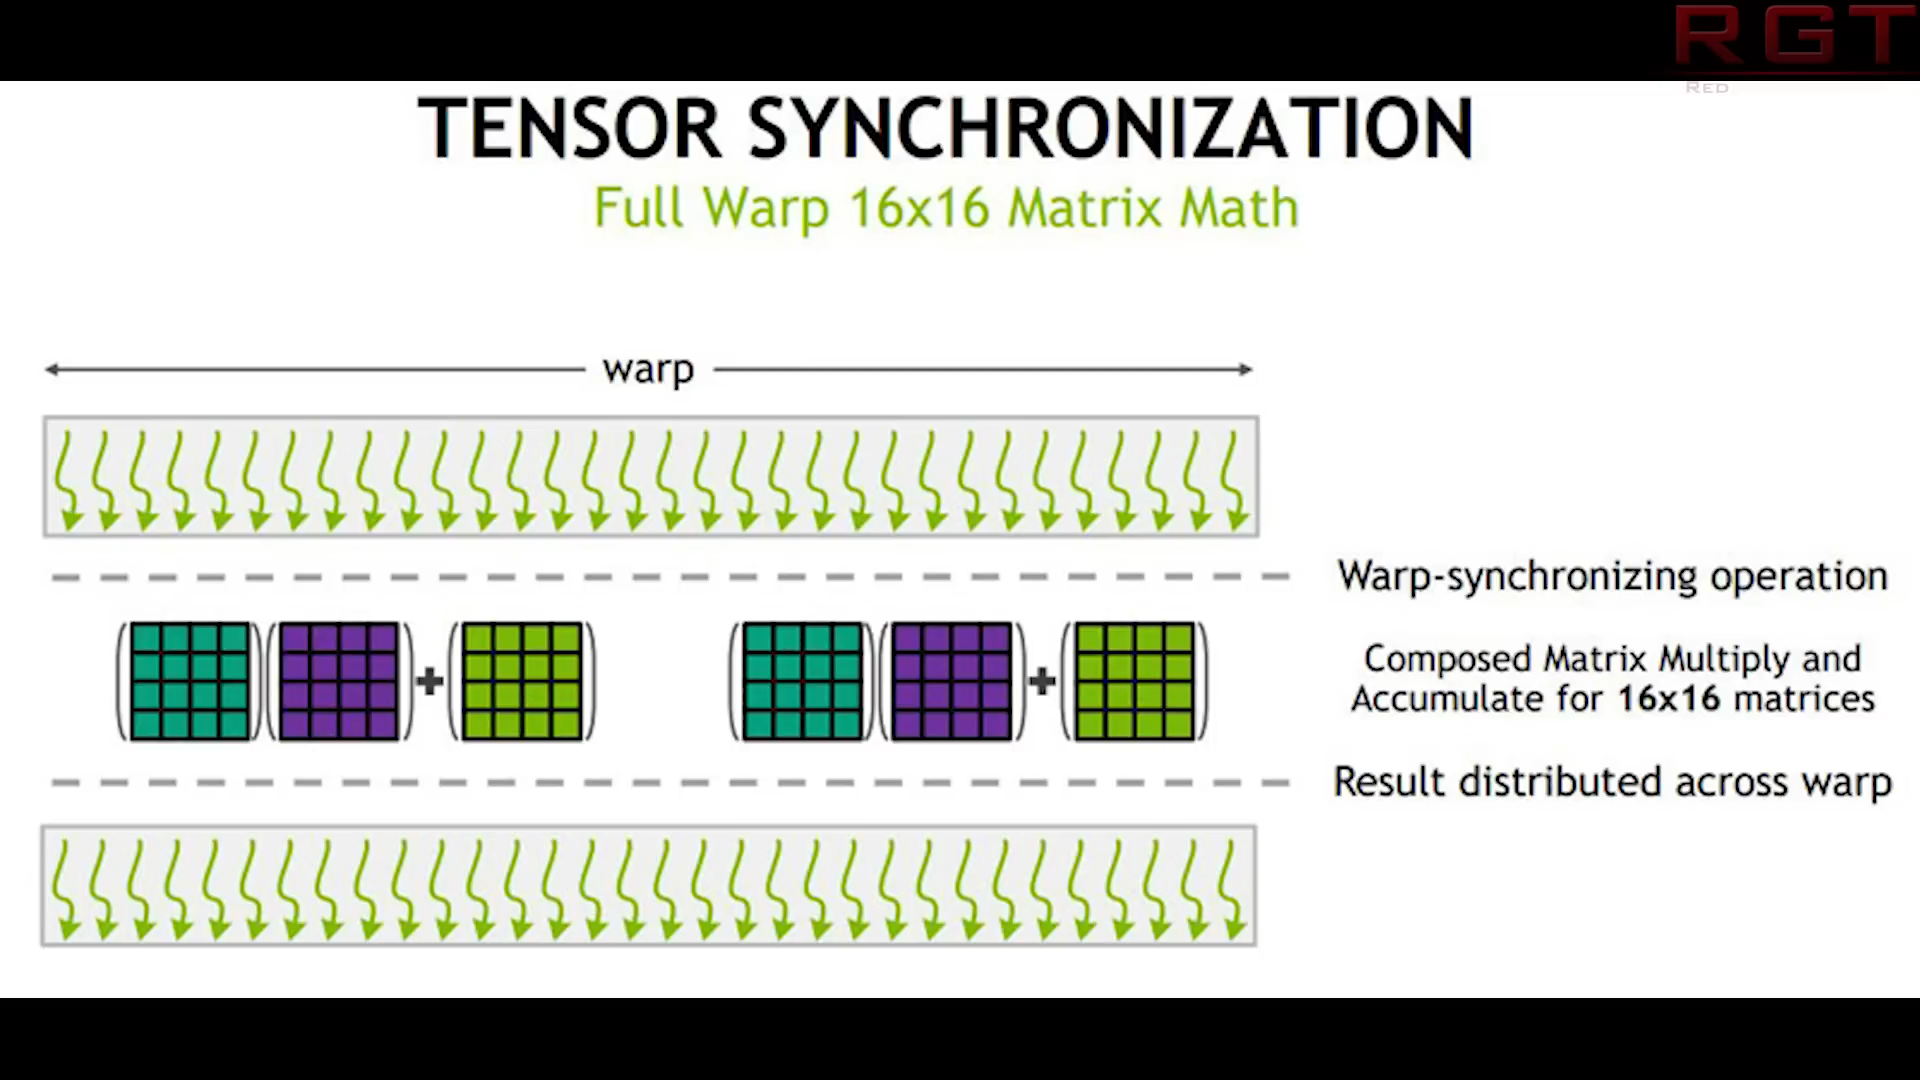 RGT
RED
TENSOR SYNCHRONIZATION
Full Warp 16x16 Matrix Math
warp
Warp-synchronizing operation
Composed Matrix Multiply and
Accumulate for 16x16 matrices
Result distributed across warp